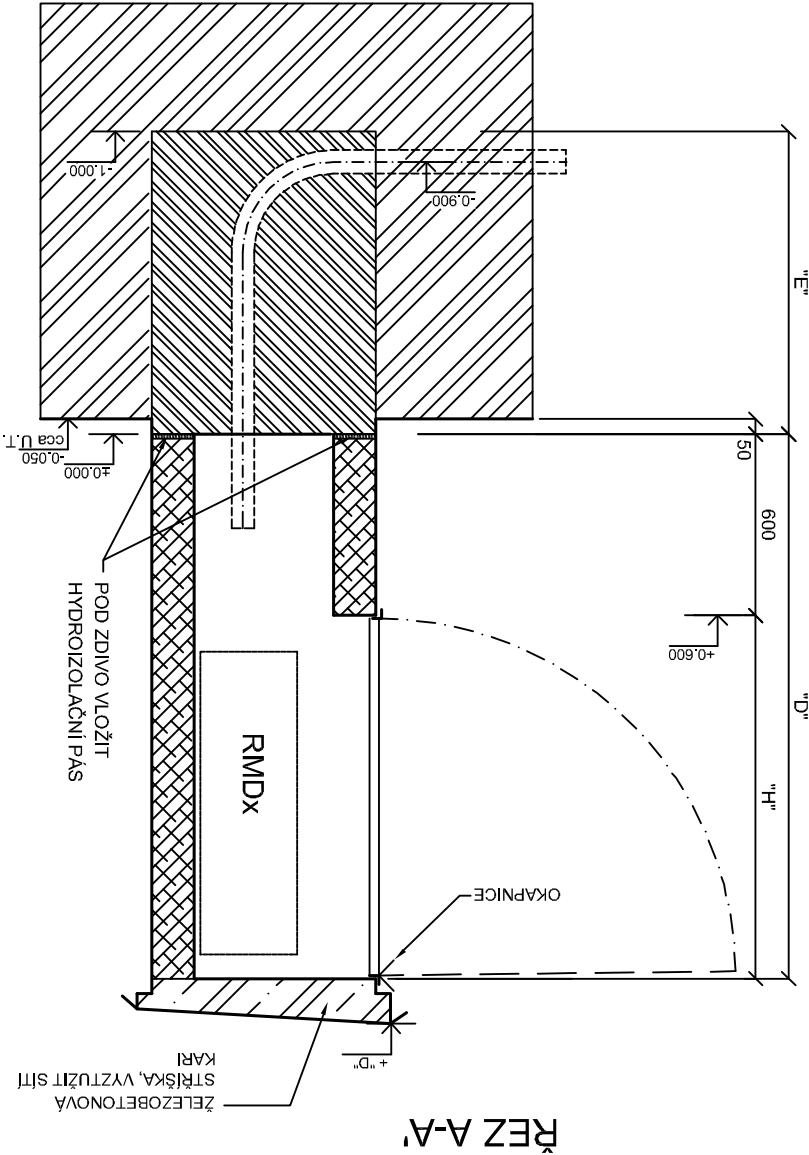 ŘEZ A-A'
ŽELEZOBETONOVÁ
STŘÍŠKA, VYZTUŽIT SÍTÍ
KARI
+ "D"
OKAPNICE
RMDx
"H"
"D"
+0.600
600
50
POD ZDIVO VLOŽIT
HYDROIZOLAČNÍ PÁS
±0.000
-0.050
cca Ú.T.
"E"
-0.900
-1.000